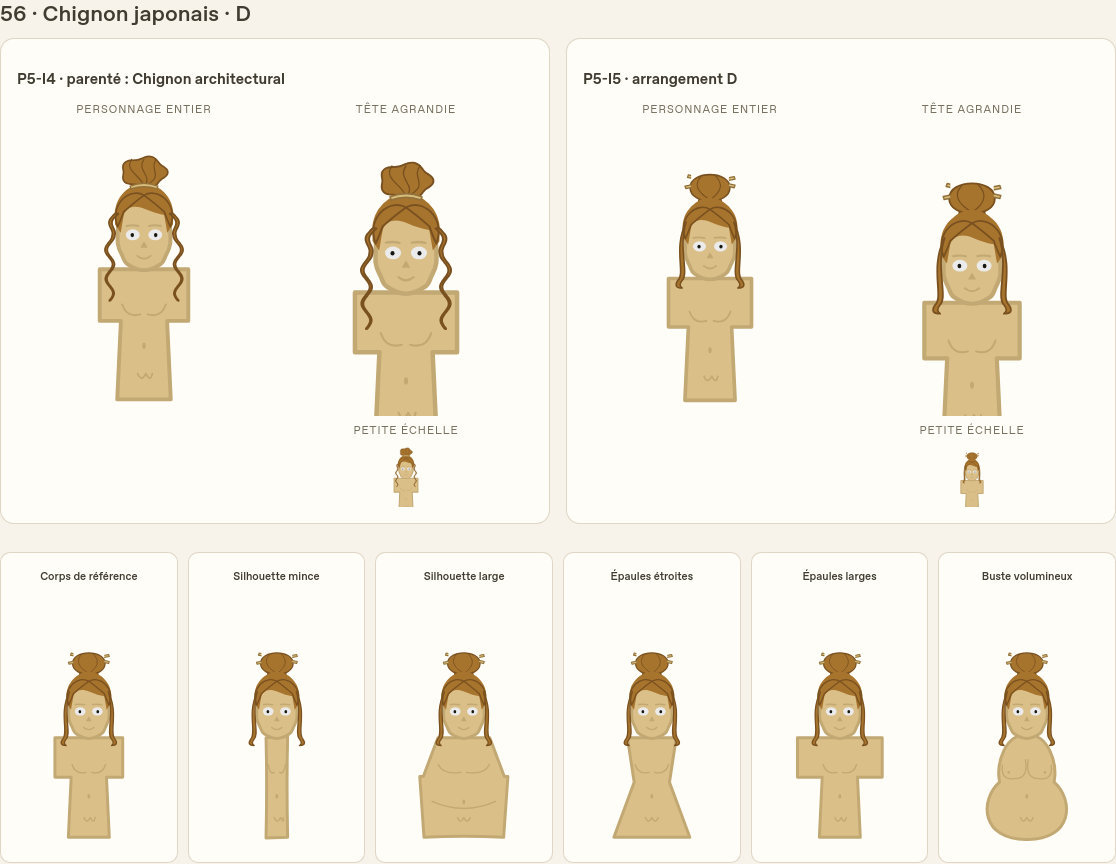 56 · Chignon japonais · D
P5-I4 · parenté : Chignon architectural
PERSONNAGE ENTIER
TÊTE AGRANDIE
PETITE ÉCHELLE
P5-I5 · arrangement D
PERSONNAGE ENTIER
TÊTE AGRANDIE
PETITE ÉCHELLE
Corps de référence
Silhouette mince
Silhouette large
Épaules étroites
Épaules larges
Buste volumineux